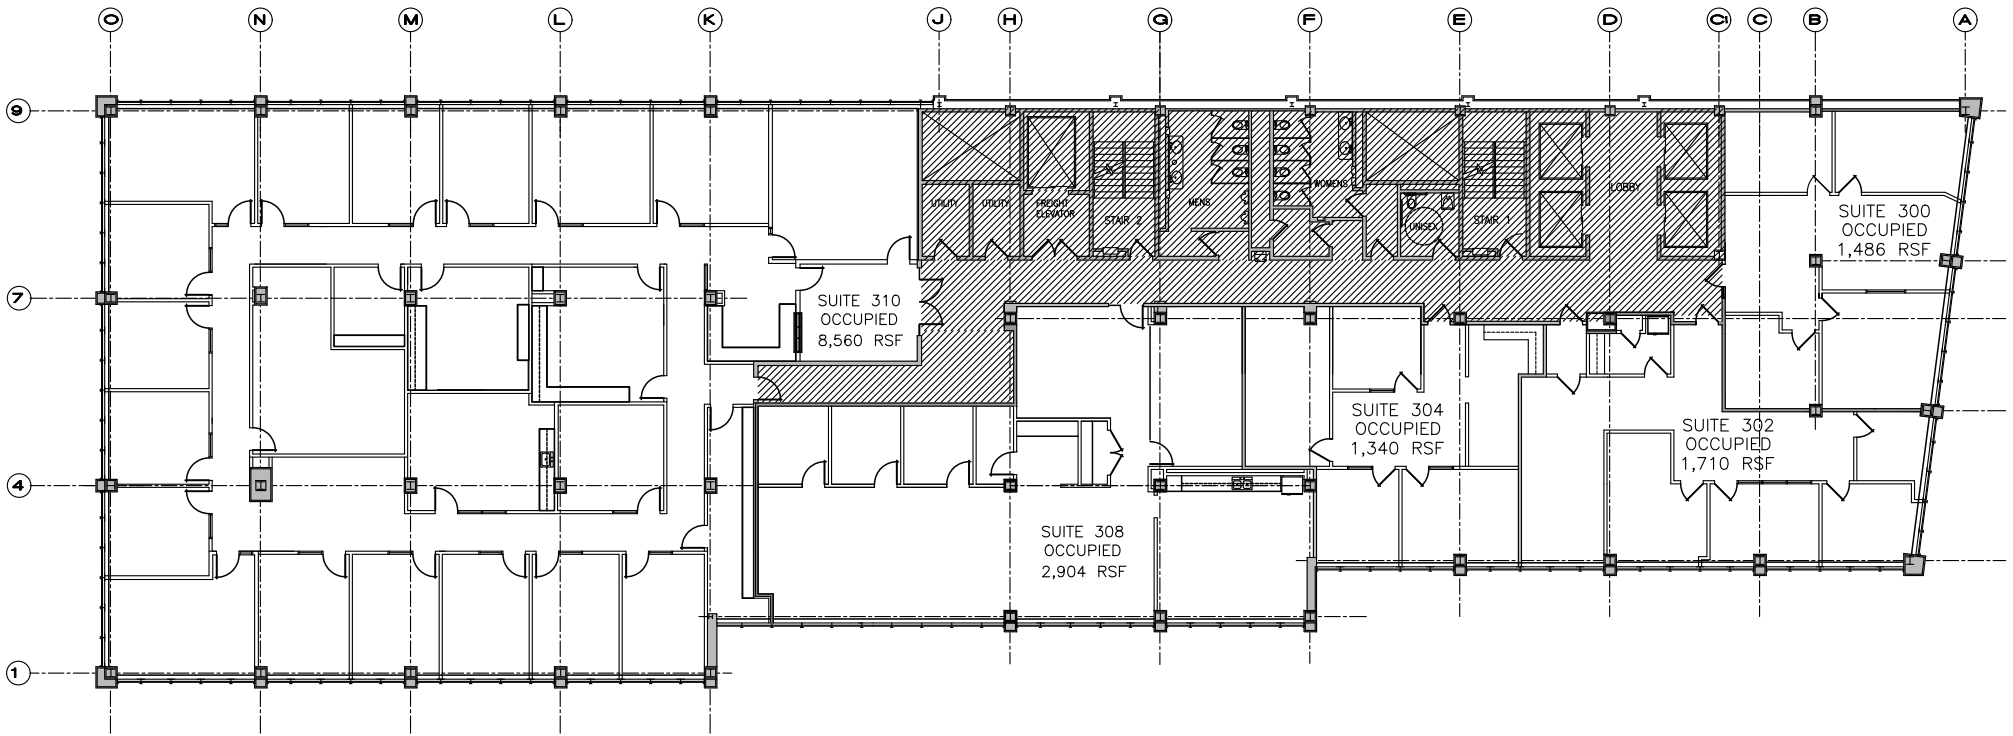 O N M L K J H G F E D C1 C B A
9
7
4
1
UTILITY
UTILITY
FREIGHT
ELEVATOR
STAIR 2
MENS
WOMENS
UNISEX
STAIR 1
LOBBY
SUITE 300
OCCUPIED
1,486 RSF
SUITE 310
OCCUPIED
8,560 RSF
SUITE 304
OCCUPIED
1,340 RSF
SUITE 302
OCCUPIED
1,710 RSF
SUITE 308
OCCUPIED
2,904 RSF